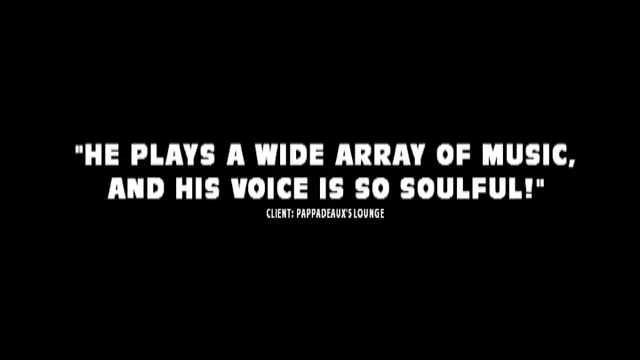 "HE PLAYS A WIDE ARRAY OF MUSIC,
AND HIS VOICE IS SO SOULFUL!"
CLIENT: PAPPADEAUX'S LOUNGE